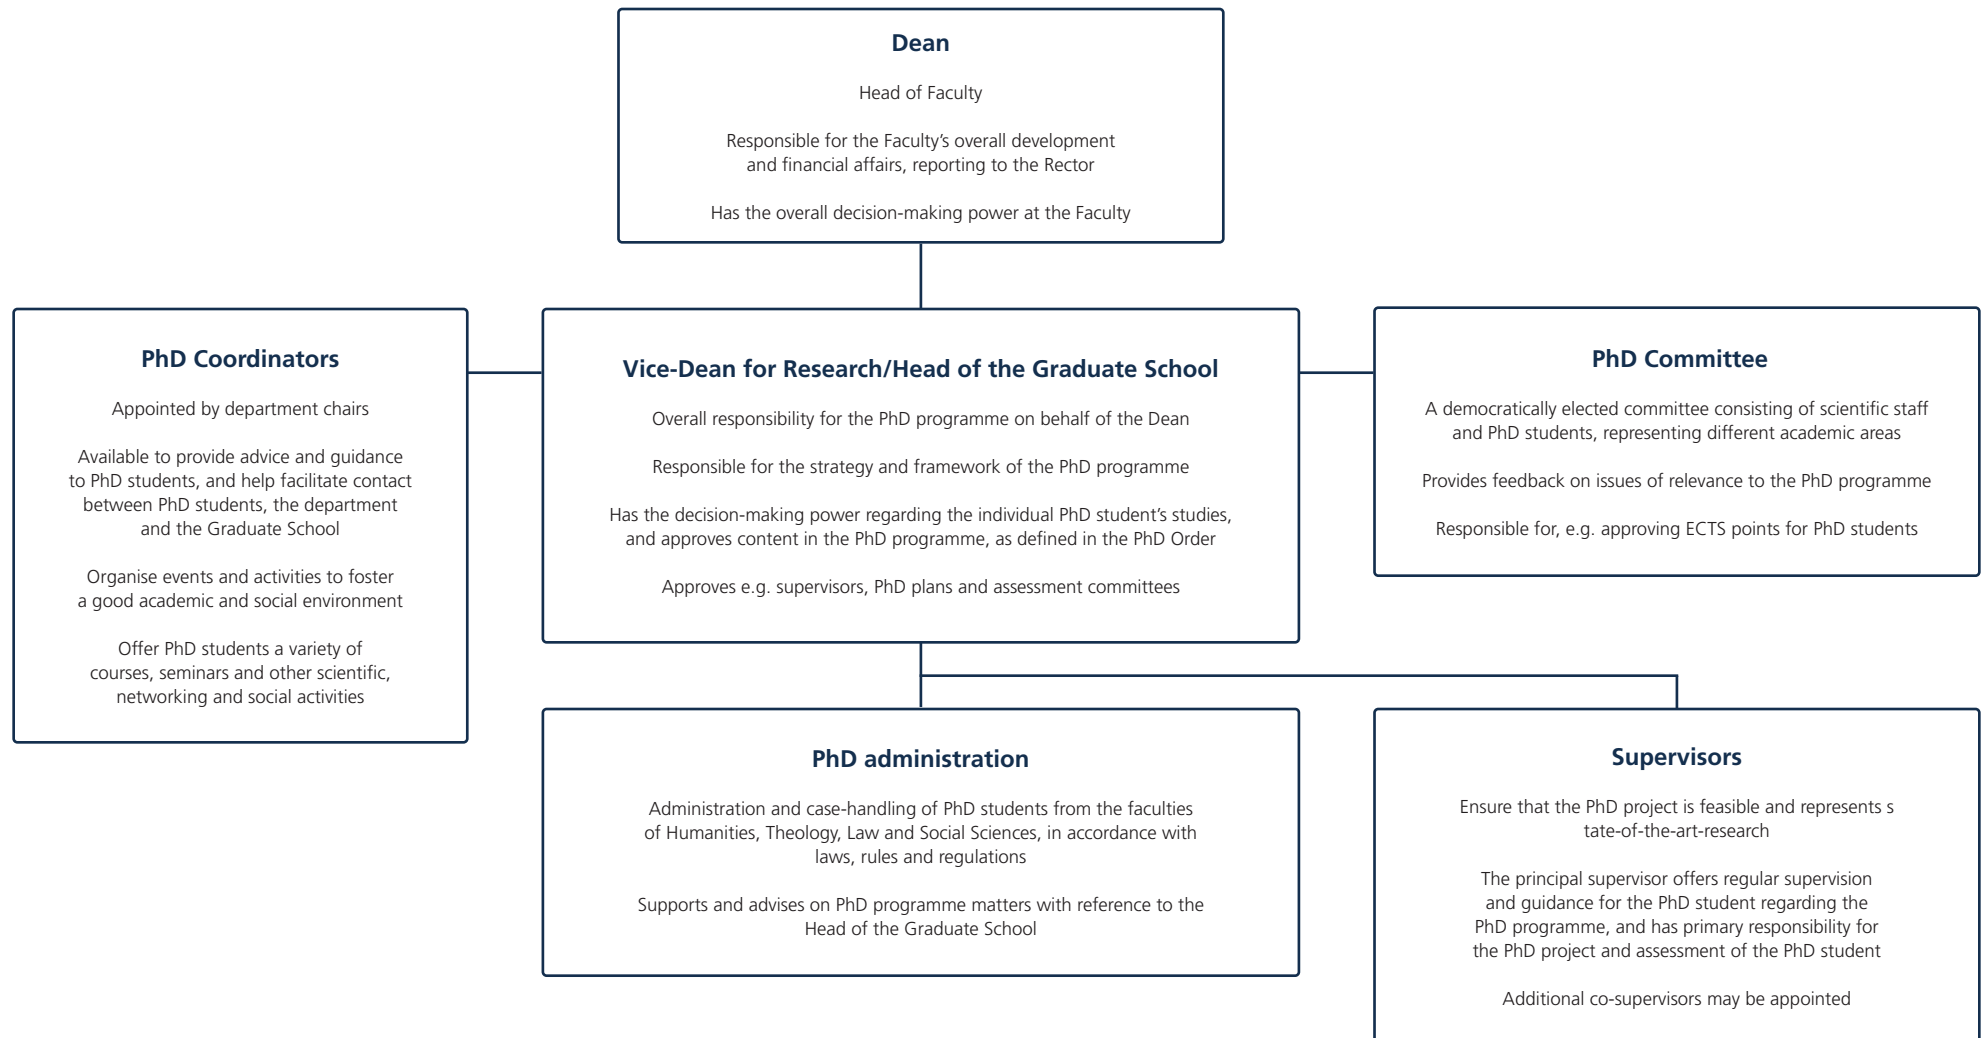 Dean
Head of Faculty
Responsible for the Faculty’s overall development
and financial affairs, reporting to the Rector
Has the overall decision-making power at the Faculty
PhD Coordinators
Appointed by department chairs
Available to provide advice and guidance
to PhD students, and help facilitate contact
between PhD students, the department
and the Graduate School
Organise events and activities to foster
a good academic and social environment
Offer PhD students a variety of
courses, seminars and other scientific,
networking and social activities
Vice-Dean for Research/Head of the Graduate School
Overall responsibility for the PhD programme on behalf of the Dean
Responsible for the strategy and framework of the PhD programme
Has the decision-making power regarding the individual PhD student’s studies,
and approves content in the PhD programme, as defined in the PhD Order
Approves e.g. supervisors, PhD plans and assessment committees
PhD Committee
A democratically elected committee consisting of scientific staff
and PhD students, representing different academic areas
Provides feedback on issues of relevance to the PhD programme
Responsible for, e.g. approving ECTS points for PhD students
PhD administration
Administration and case-handling of PhD students from the faculties
of Humanities, Theology, Law and Social Sciences, in accordance with
laws, rules and regulations
Supports and advises on PhD programme matters with reference to the
Head of the Graduate School
Supervisors
Ensure that the PhD project is feasible and represents s
tate-of-the-art-research
The principal supervisor offers regular supervision
and guidance for the PhD student regarding the
PhD programme, and has primary responsibility for
the PhD project and assessment of the PhD student
Additional co-supervisors may be appointed